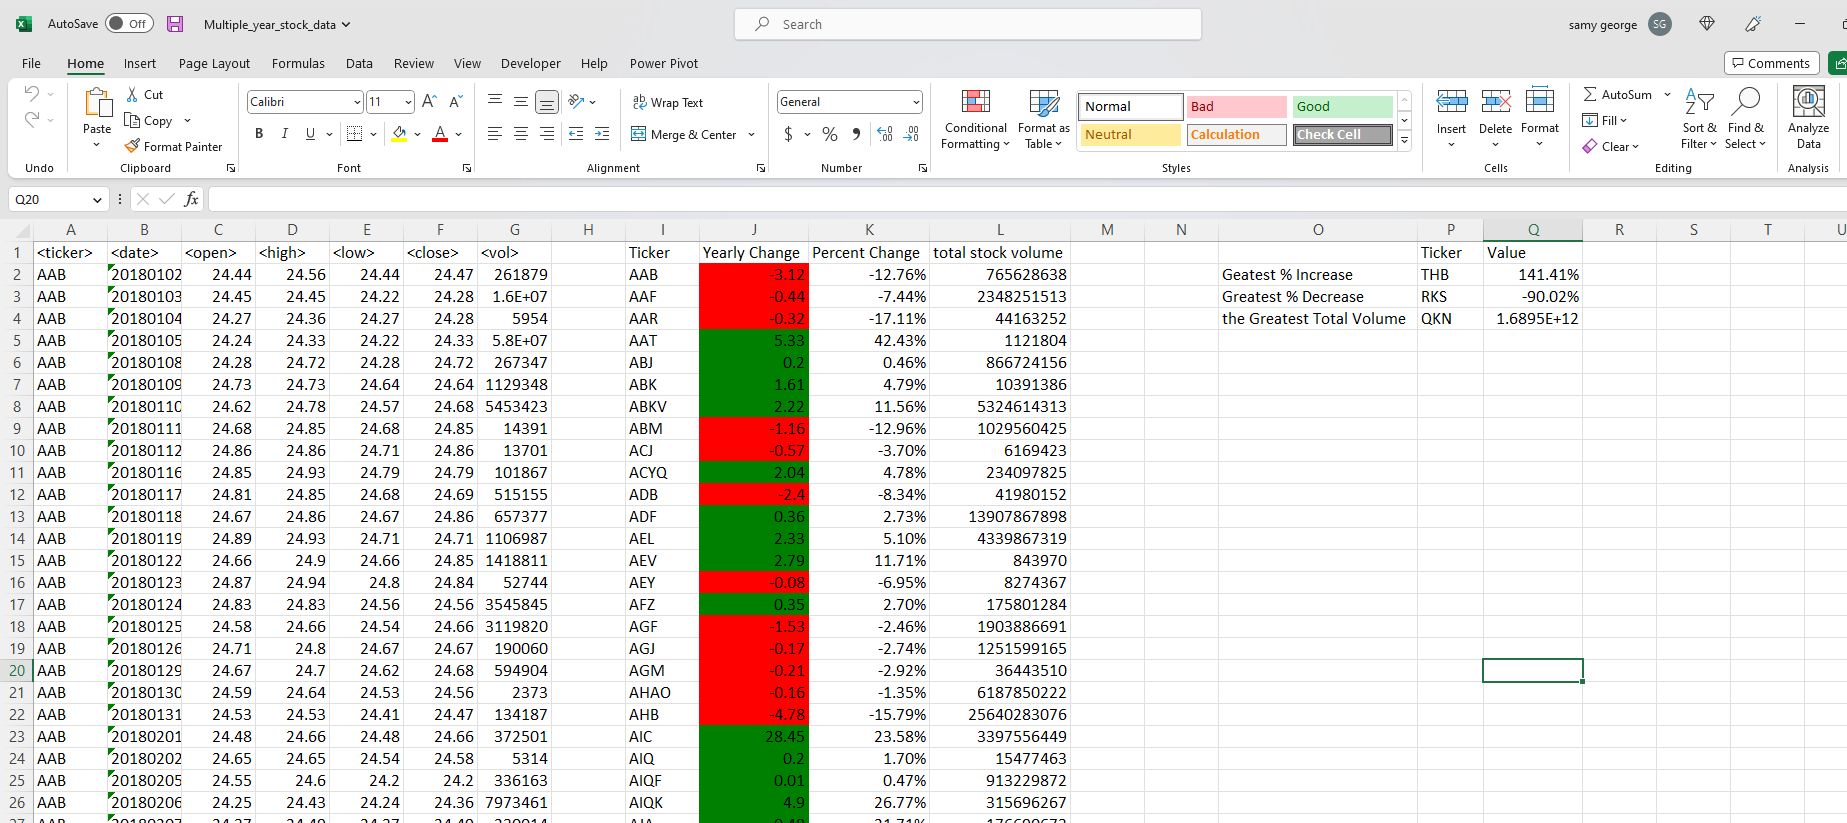 AutoSave Off Multiple_year_stock_data Search samy george SG
File Home Insert Page Layout Formulas Data Review View Developer Help Power Pivot Comments
Cut
Copy
Format Painter
Paste
Calibri 11
B I U
A A
ab Wrap Text
Merge & Center
General
$ % 9
Conditional Formatting
Format as Table
Normal Bad Good
Neutral Calculation Check Cell
Insert Delete Format
AutoSum
Fill
Clear
Sort & Filter
Find & Select
Analyze Data
Undo Clipboard Font Alignment Number Styles Cells Editing Analysis
Q20 fx
A B C D E F G H I J K L M N O P Q R S T U
1 <ticker> <date> <open> <high> <low> <close> <vol> Ticker Yearly Change Percent Change total stock volume Ticker Value
2 AAB 20180102 24.44 24.56 24.44 24.47 261879 AAB -3.12 -12.76% 765628638 Geatest % Increase THB 141.41%
3 AAB 20180103 24.45 24.45 24.22 24.28 1.6E+07 AAF -0.44 -7.44% 2348251513 Greatest % Decrease RKS -90.02%
4 AAB 20180104 24.27 24.36 24.27 24.28 5954 AAR -0.32 -17.11% 44163252 the Greatest Total Volume QKN 1.6895E+12
5 AAB 20180105 24.24 24.33 24.22 24.33 5.8E+07 AAT 5.33 42.43% 1121804
6 AAB 20180108 24.28 24.72 24.28 24.72 267347 ABJ 0.2 0.46% 866724156
7 AAB 20180109 24.73 24.73 24.64 24.64 1129348 ABK 1.61 4.79% 10391386
8 AAB 20180110 24.62 24.78 24.57 24.68 5453423 ABKV 2.22 11.56% 5324614313
9 AAB 20180111 24.68 24.85 24.68 24.85 14391 ABM -1.16 -12.96% 1029560425
10 AAB 20180112 24.86 24.86 24.71 24.86 13701 ACJ -0.57 -3.70% 6169423
11 AAB 20180116 24.85 24.93 24.79 24.79 101867 ACYQ 2.04 4.78% 234097825
12 AAB 20180117 24.81 24.85 24.68 24.69 515155 ADB -2.4 -8.34% 41980152
13 AAB 20180118 24.67 24.86 24.67 24.86 657377 ADF 0.36 2.73% 13907867898
14 AAB 20180119 24.89 24.93 24.71 24.71 1106987 AEL 2.33 5.10% 4339867319
15 AAB 20180122 24.66 24.9 24.66 24.85 1418811 AEV 2.79 11.71% 843970
16 AAB 20180123 24.87 24.94 24.8 24.84 52744 AEY -0.08 -6.95% 8274367
17 AAB 20180124 24.83 24.83 24.56 24.56 3545845 AFZ 0.35 2.70% 175801284
18 AAB 20180125 24.58 24.66 24.54 24.66 3119820 AGF -1.53 -2.46% 1903886691
19 AAB 20180126 24.71 24.8 24.67 24.67 190060 AGJ -0.17 -2.74% 1251599165
20 AAB 20180129 24.67 24.7 24.62 24.68 594904 AGM -0.21 -2.92% 36443510
21 AAB 20180130 24.59 24.64 24.53 24.56 2373 AHAO -0.16 -1.35% 6187850222
22 AAB 20180131 24.53 24.53 24.41 24.47 134187 AHB -4.78 -15.79% 25640283076
23 AAB 20180201 24.48 24.66 24.48 24.66 372501 AIC 28.45 23.58% 3397556449
24 AAB 20180202 24.65 24.65 24.54 24.58 5314 AIQ 0.2 1.70% 15477463
25 AAB 20180205 24.55 24.6 24.2 24.2 336163 AIQF 0.01 0.47% 913229872
26 AAB 20180206 24.25 24.43 24.24 24.36 7973461 AIQK 4.9 26.77% 315696267